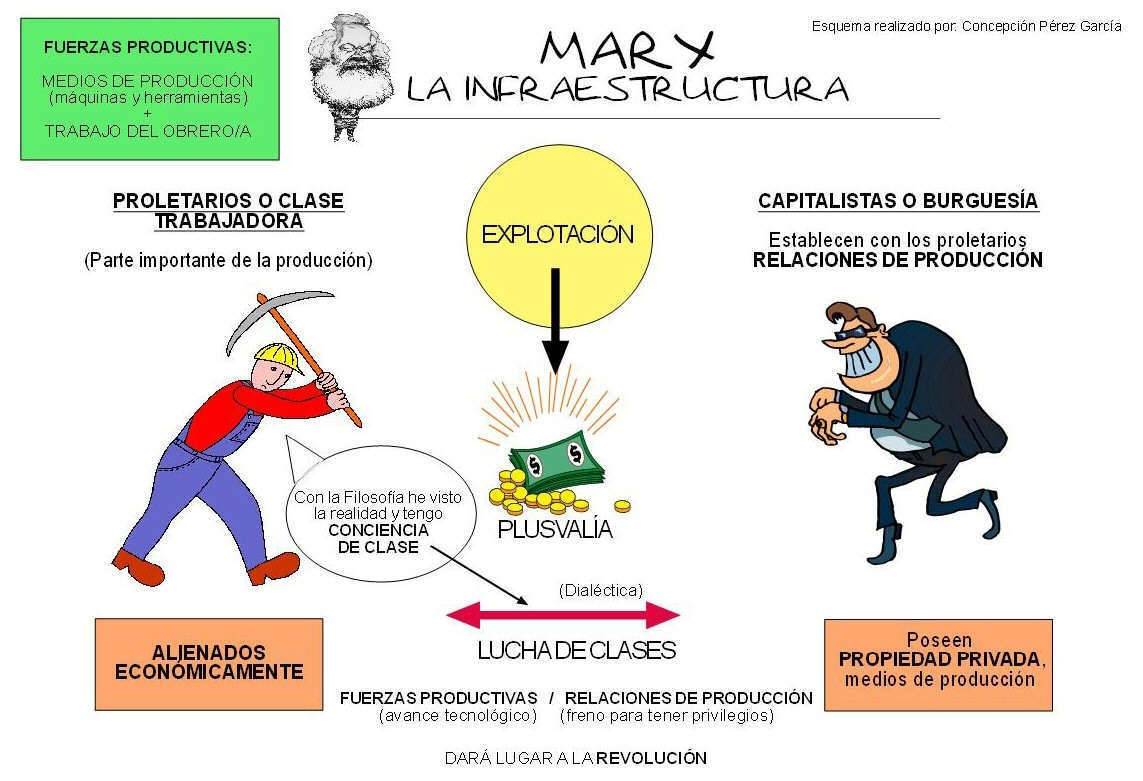 Esquema realizado por: Concepción Pérez García
MARX
LA INFRAESTRUCTURA
FUERZAS PRODUCTIVAS:
MEDIOS DE PRODUCCIÓN
(máquinas y herramientas)
+
TRABAJO DEL OBRERO/A
PROLETARIOS O CLASE
TRABAJADORA
(Parte importante de la producción)
EXPLOTACIÓN
CAPITALISTAS O BURGUESÍA
Establecen con los proletarios
RELACIONES DE PRODUCCIÓN
$ $
PLUSVALÍA
Con la Filosofía he visto
la realidad y tengo
CONCIENCIA
DE CLASE
(Dialéctica)
LUCHA DE CLASES
ALIENADOS
ECONÓMICAMENTE
Poseen
PROPIEDAD PRIVADA,
medios de producción
FUERZAS PRODUCTIVAS / RELACIONES DE PRODUCCIÓN
(avance tecnológico) (freno para tener privilegios)
DARÁ LUGAR A LA REVOLUCIÓN